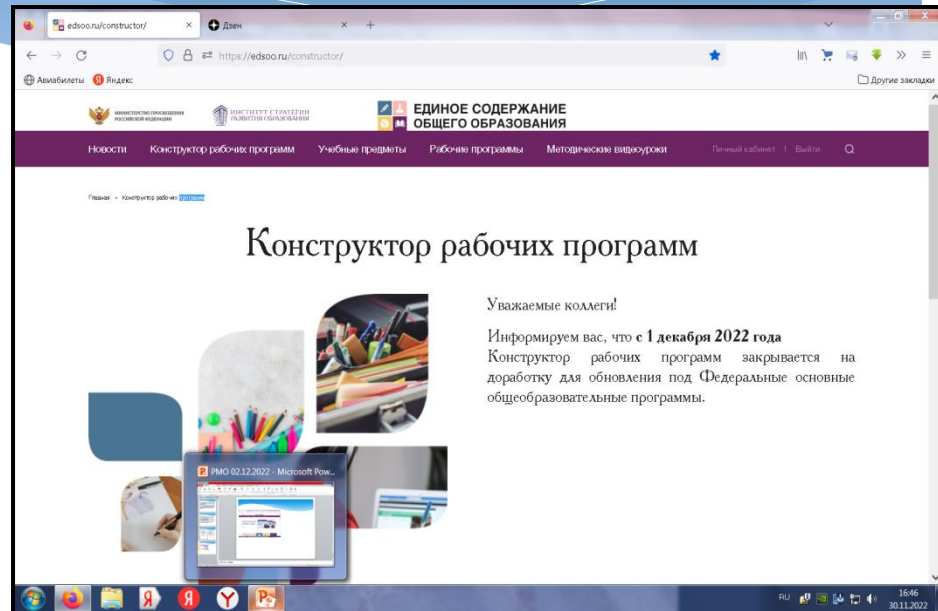 edsoo.ru/constructor/
Дзен
https://edsoo.ru/constructor/
Авиабилеты
Яндекс
Другие закладки
МИНИСТЕРСТВО ПРОСВЕЩЕНИЯ
РОССИЙСКОЙ ФЕДЕРАЦИИ
ИНСТИТУТ СТРАТЕГИИ
РАЗВИТИЯ ОБРАЗОВАНИЯ
ЕДИНОЕ СОДЕРЖАНИЕ
ОБЩЕГО ОБРАЗОВАНИЯ
Новости Конструктор рабочих программ Учебные предметы Рабочие программы Методические видеоуроки Личный кабинет | Выйти
Главная - Конструктор рабочих программ
Конструктор рабочих программ
Уважаемые коллеги!
Информируем вас, что с 1 декабря 2022 года
Конструктор рабочих программ закрывается на
доработку для обновления под Федеральные основные
общеобразовательные программы.
РМО 02.12.2022 - Microsoft Pow...
RU
16:46
30.11.2022